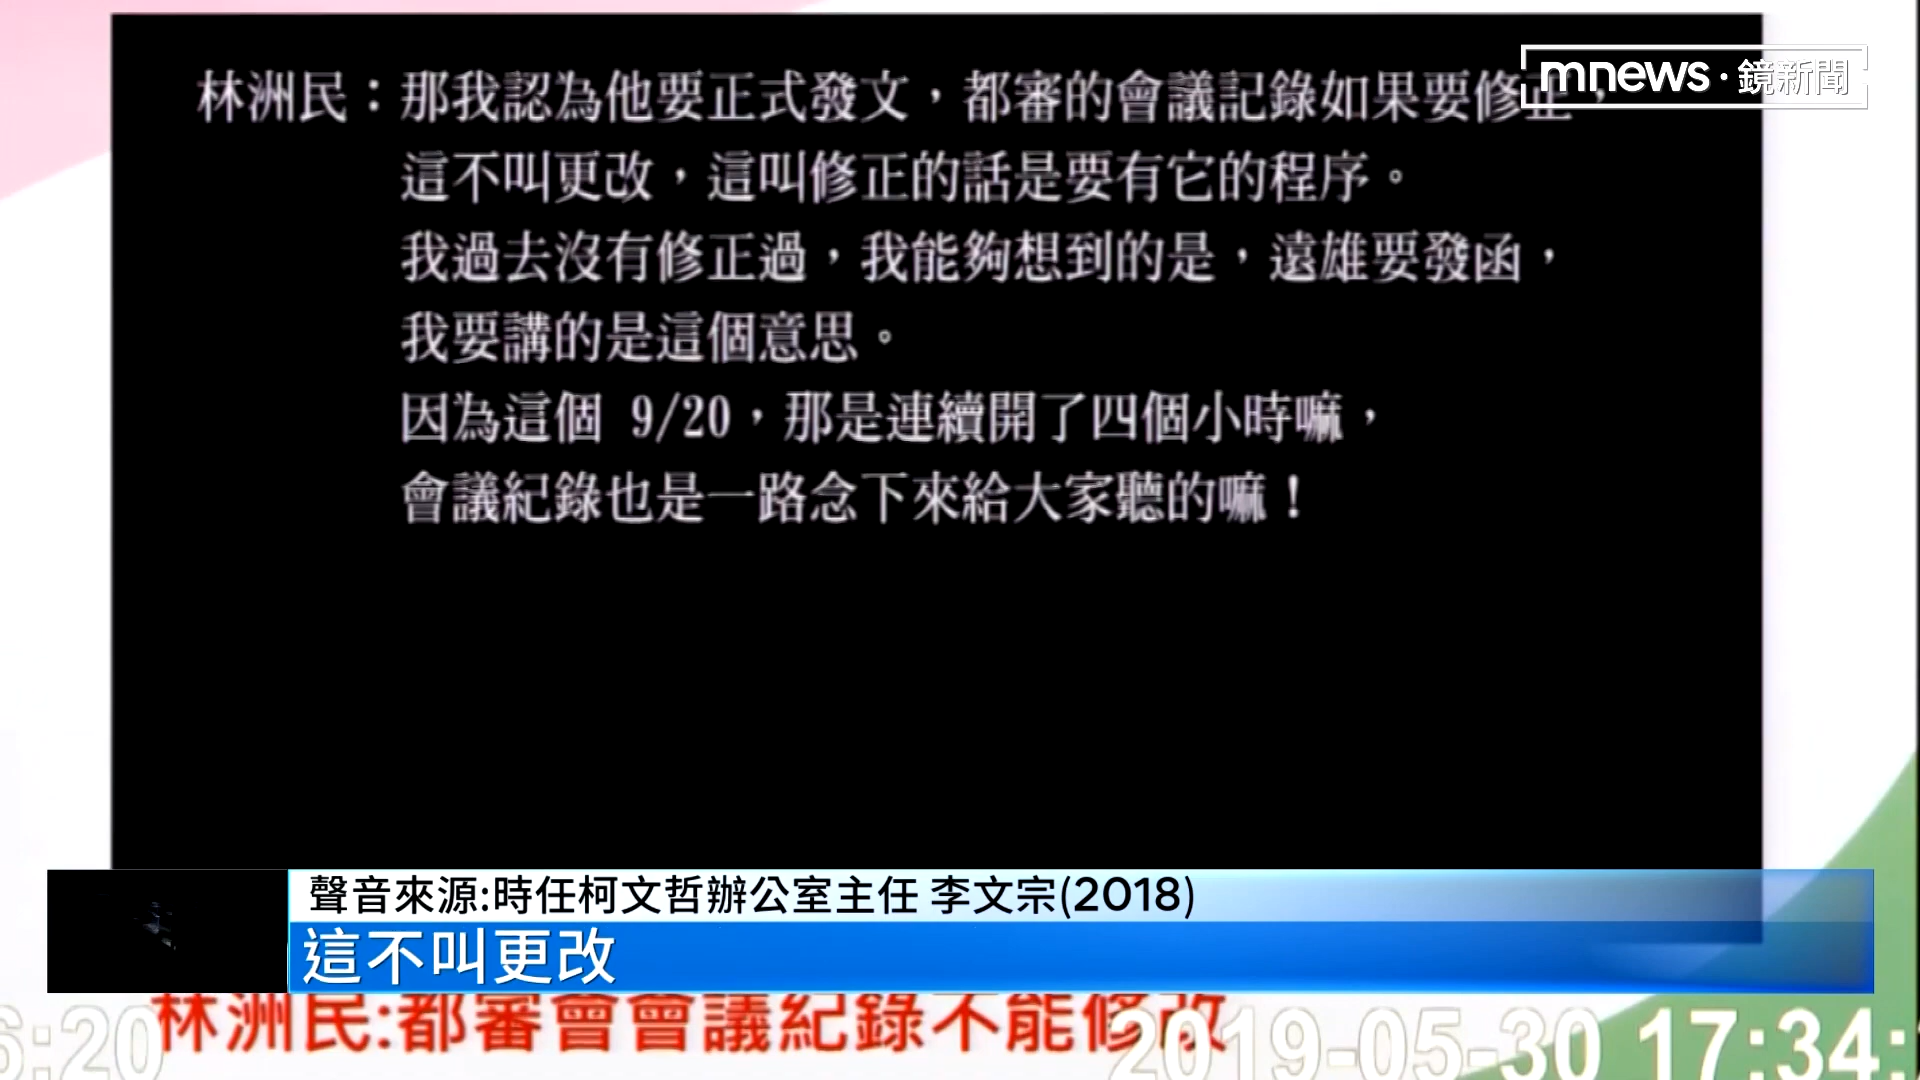 mnews·鏡新聞
林洲民：那我認為他要正式發文，都審的會議記錄如果要修正，
這不叫更改，這叫修正的話是要有它的程序。
我過去沒有修正過，我能夠想到的是，遠雄要發函，
我要講的是這個意思。
因為這個 9/20，那是連續開了四個小時嘛，
會議紀錄也是一路念下來給大家聽的嘛！
聲音來源:時任柯文哲辦公室主任 李文宗(2018)
這不叫更改
林洲民:都審會會議紀錄不能修改
6:20
2019-05-30 17:34: